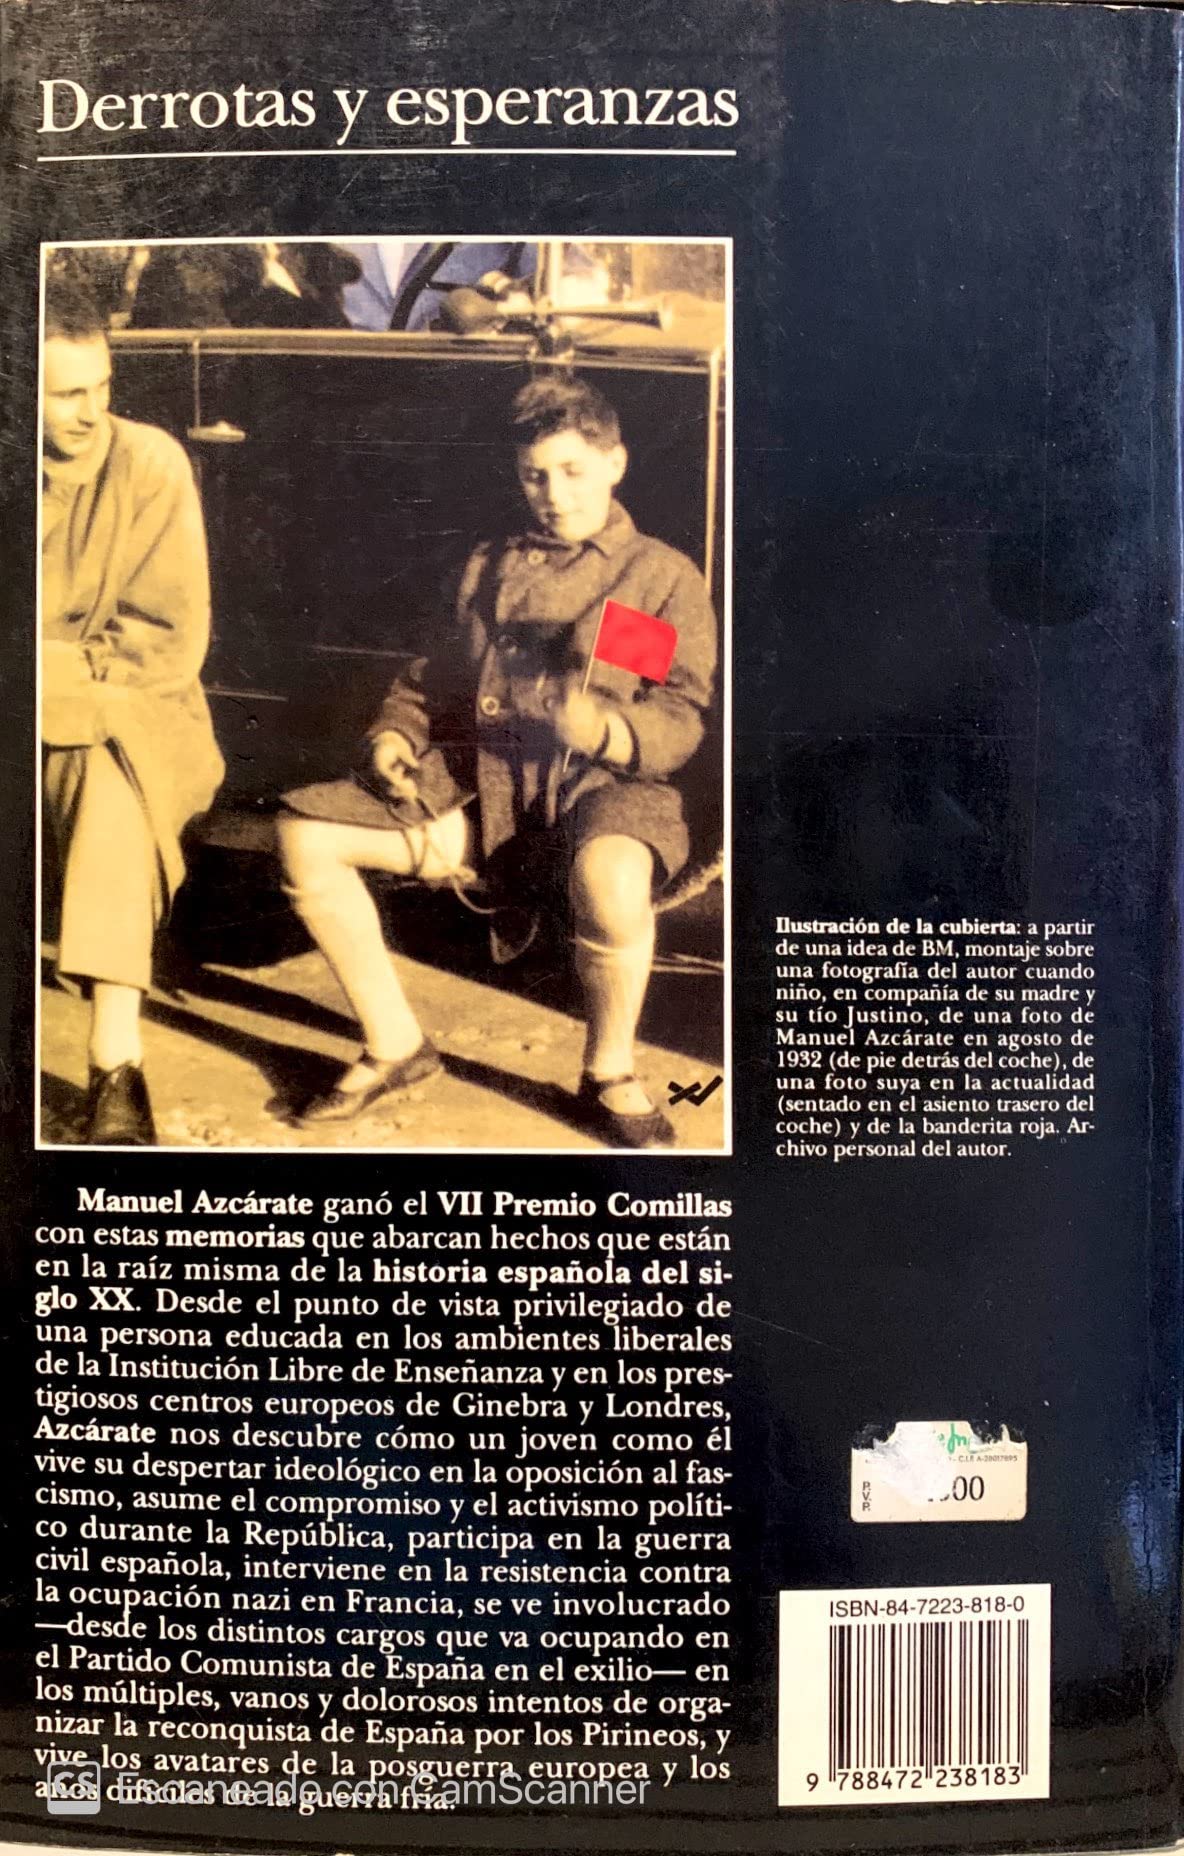 Derrotas y esperanzas
Ilustración de la cubierta: a partir
de una idea de BM, montaje sobre
una fotografía del autor cuando
niño, en compañía de su madre y
su tío Justino, de una foto de
Manuel Azcárate en agosto de
1932 (de pie detrás del coche), de
una foto suya en la actualidad
(sentado en el asiento trasero del
coche) y de la banderita roja. Ar-
chivo personal del autor.
Manuel Azcárate ganó el VII Premio Comillas
con estas memorias que abarcan hechos que están
en la raíz misma de la historia española del si-
glo XX. Desde el punto de vista privilegiado de
una persona educada en los ambientes liberales
de la Institución Libre de Enseñanza y en los pres-
tigiosos centros europeos de Ginebra y Londres,
Azcárate nos descubre cómo un joven como él
vive su despertar ideológico en la oposición al fas-
cismo, asume el compromiso y el activismo políti-
co durante la República, participa en la guerra
civil española, interviene en la resistencia contra
la ocupación nazi en Francia, se ve involucrado
—desde los distintos cargos que va ocupando en
el Partido Comunista de España en el exilio— en
los múltiples, vanos y dolorosos intentos de orga-
nizar la reconquista de España por los Pirineos, y
vive los avatares de la posguerra europea y los
años difíciles de la guerra fría.
CS Escaneado con CamScanner
- C.I.F. A-28017895
P.V.P.
00
ISBN-84-7223-818-0
9 788472 238183